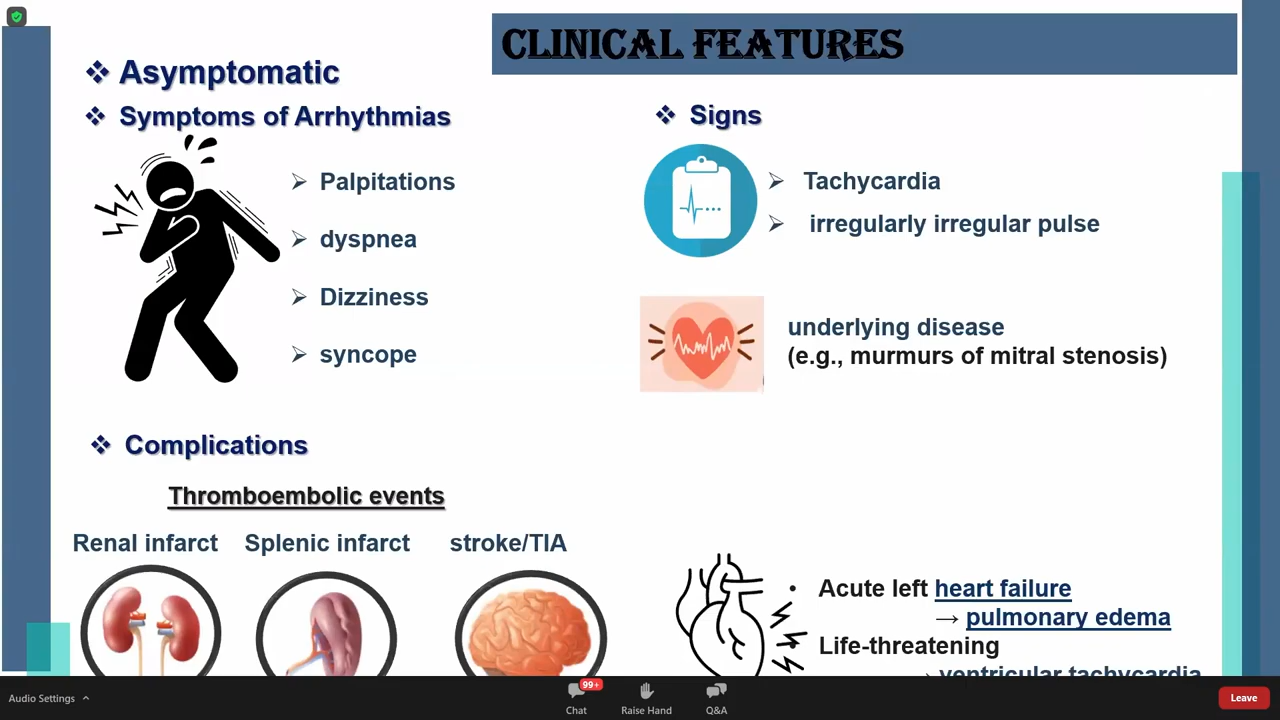 CLINICAL FEATURES
Asymptomatic
Symptoms of Arrhythmias
Palpitations
dyspnea
Dizziness
syncope
Signs
Tachycardia
irregularly irregular pulse
underlying disease
(e.g., murmurs of mitral stenosis)
Complications
Thromboembolic events
Renal infarct Splenic infarct stroke/TIA
Acute left heart failure
→ pulmonary edema
Life-threatening
→ ventricular tachycardia
Audio Settings
99+
Chat
Raise Hand
Q&A
Leave